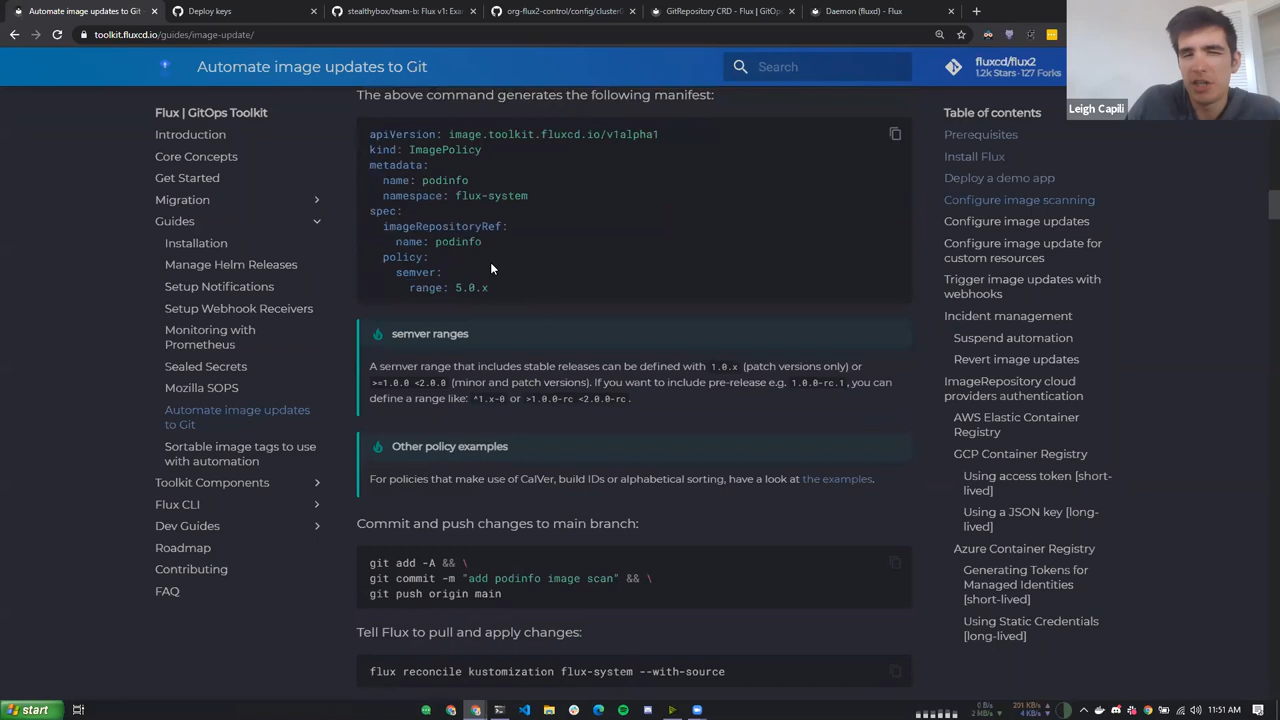 Automate image updates to Git
Deploy keys
stealthybox/team-b: Flux v1: Exa
org-flux2-control/config/cluster
GitRepository CRD - Flux | GitOps
Daemon (fluxd) - Flux
toolkit.fluxcd.io/guides/image-update/
Automate image updates to Git
Search
fluxcd/flux2
1.2k Stars · 127 Forks
Leigh Capili
Flux | GitOps Toolkit
Introduction
Core Concepts
Get Started
Migration
Guides
Installation
Manage Helm Releases
Setup Notifications
Setup Webhook Receivers
Monitoring with
Prometheus
Sealed Secrets
Mozilla SOPS
Automate image updates
to Git
Sortable image tags to use
with automation
Toolkit Components
Flux CLI
Dev Guides
Roadmap
Contributing
FAQ
The above command generates the following manifest:
apiVersion: image.toolkit.fluxcd.io/v1alpha1
kind: ImagePolicy
metadata:
name: podinfo
namespace: flux-system
spec:
imageRepositoryRef:
name: podinfo
policy:
semver:
range: 5.0.x
semver ranges
A semver range that includes stable releases can be defined with 1.0.x (patch versions only) or
>=1.0.0 <2.0.0 (minor and patch versions). If you want to include pre-release e.g. 1.0.0-rc.1, you can
define a range like: ^1.x-0 or >1.0.0-rc <2.0.0-rc.
Other policy examples
For policies that make use of CalVer, build IDs or alphabetical sorting, have a look at the examples.
Commit and push changes to main branch:
git add -A && \
git commit -m "add podinfo image scan" && \
git push origin main
Tell Flux to pull and apply changes:
flux reconcile kustomization flux-system --with-source
Table of contents
Prerequisites
Install Flux
Deploy a demo app
Configure image scanning
Configure image updates
Configure image update for
custom resources
Trigger image updates with
webhooks
Incident management
Suspend automation
Revert image updates
ImageRepository cloud
providers authentication
AWS Elastic Container
Registry
GCP Container Registry
Using access token [short-
lived]
Using a JSON key [long-
lived]
Azure Container Registry
Generating Tokens for
Managed Identities
[short-lived]
Using Static Credentials
[long-lived]
start
0 B/s
2 MB/s
201 KB/s
4 KB/s
11:51 AM